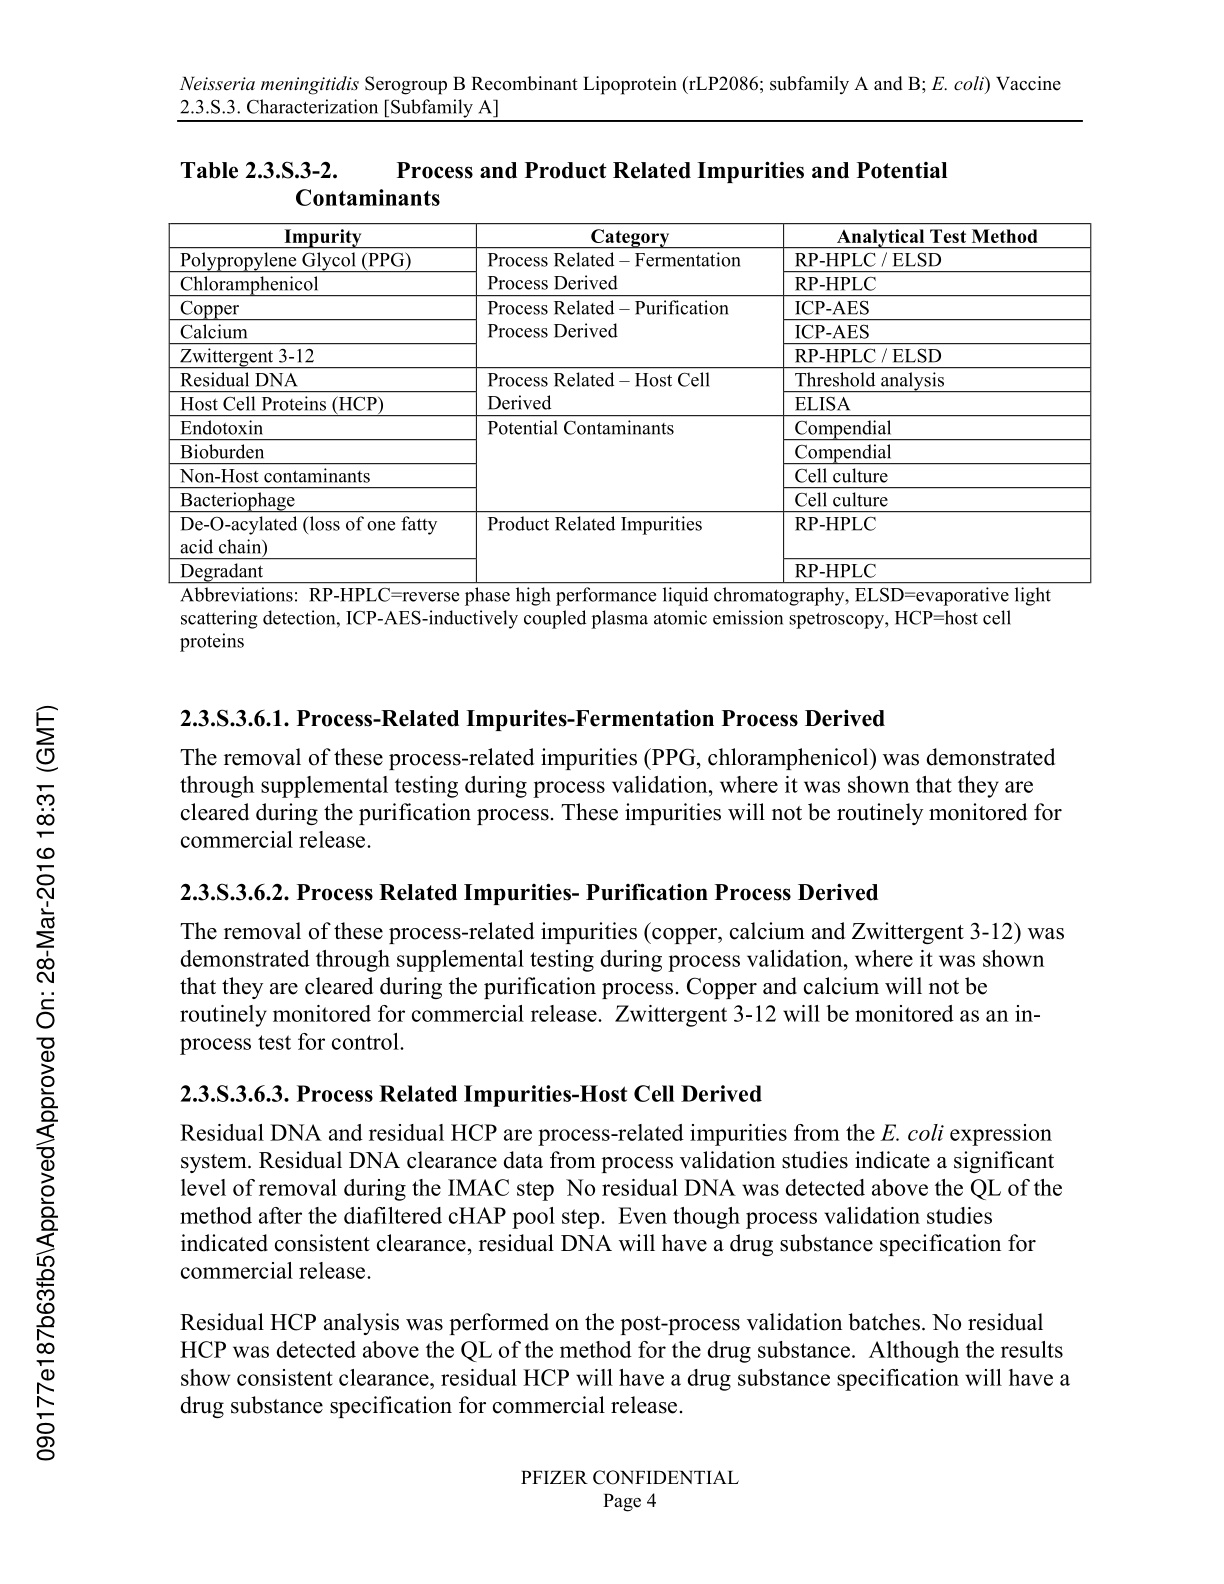 Neisseria meningitidis Serogroup B Recombinant Lipoprotein (rLP2086; subfamily A and B; E. coli) Vaccine
2.3.S.3. Characterization [Subfamily A]
Table 2.3.S.3-2. Process and Product Related Impurities and Potential
Contaminants
Impurity Category Analytical Test Method
Polypropylene Glycol (PPG) Process Related – Fermentation RP-HPLC / ELSD
Chloramphenicol Process Derived RP-HPLC
Copper Process Related – Purification ICP-AES
Calcium Process Derived ICP-AES
Zwittergent 3-12 RP-HPLC / ELSD
Residual DNA Process Related – Host Cell Threshold analysis
Host Cell Proteins (HCP) Derived ELISA
Endotoxin Potential Contaminants Compendial
Bioburden Compendial
Non-Host contaminants Cell culture
Bacteriophage Cell culture
De-O-acylated (loss of one fatty Product Related Impurities RP-HPLC
acid chain)
Degradant RP-HPLC
Abbreviations: RP-HPLC=reverse phase high performance liquid chromatography, ELSD=evaporative light
scattering detection, ICP-AES-inductively coupled plasma atomic emission spetroscopy, HCP=host cell
proteins
2.3.S.3.6.1. Process-Related Impurites-Fermentation Process Derived
The removal of these process-related impurities (PPG, chloramphenicol) was demonstrated
through supplemental testing during process validation, where it was shown that they are
cleared during the purification process. These impurities will not be routinely monitored for
commercial release.
2.3.S.3.6.2. Process Related Impurities- Purification Process Derived
The removal of these process-related impurities (copper, calcium and Zwittergent 3-12) was
demonstrated through supplemental testing during process validation, where it was shown
that they are cleared during the purification process. Copper and calcium will not be
routinely monitored for commercial release. Zwittergent 3-12 will be monitored as an in-
process test for control.
2.3.S.3.6.3. Process Related Impurities-Host Cell Derived
Residual DNA and residual HCP are process-related impurities from the E. coli expression
system. Residual DNA clearance data from process validation studies indicate a significant
level of removal during the IMAC step No residual DNA was detected above the QL of the
method after the diafiltered cHAP pool step. Even though process validation studies
indicated consistent clearance, residual DNA will have a drug substance specification for
commercial release.
Residual HCP analysis was performed on the post-process validation batches. No residual
HCP was detected above the QL of the method for the drug substance. Although the results
show consistent clearance, residual HCP will have a drug substance specification will have a
drug substance specification for commercial release.
PFIZER CONFIDENTIAL
Page 4
090177e187b63fb5\Approved\Approved On: 28-Mar-2016 18:31 (GMT)